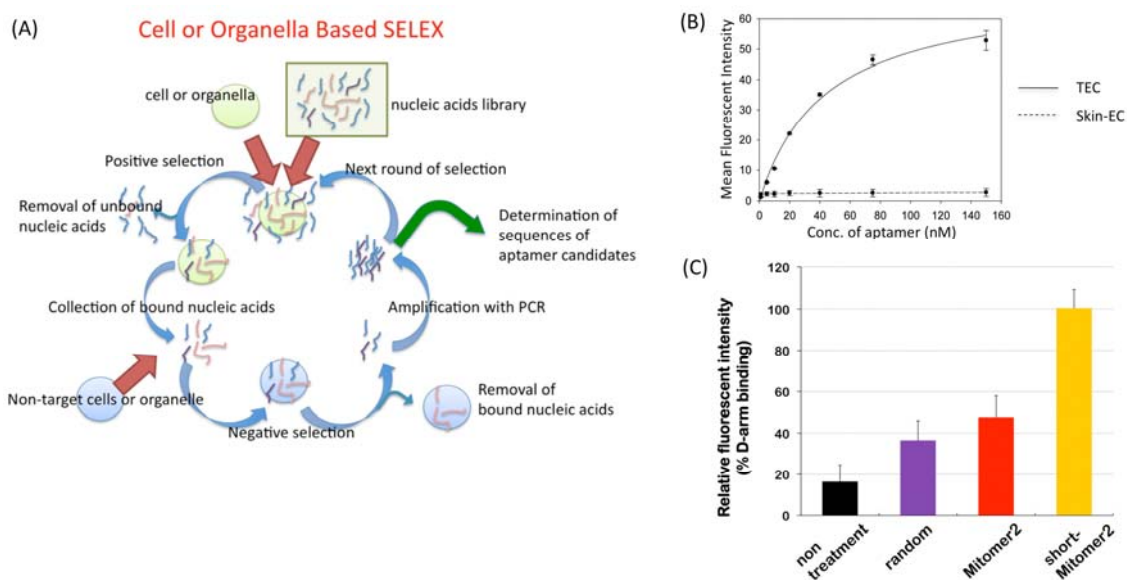 (A)
Cell or Organella Based SELEX
cell or organella
nucleic acids library
Positive selection
Next round of selection
Removal of unbound
nucleic acids
Determination of
sequences of
aptamer candidates
Collection of bound nucleic acids
Amplification with PCR
Non-target cells or organelle
Removal of
bound nucleic acids
Negative selection
(B)
Mean Fluorescent Intensity
60
50
40
30
20
10
0
0 20 40 60 80 100 120 140 160
Conc. of aptamer (nM)
TEC
Skin-EC
(C)
Relative fluorescent intensity
(% D-arm binding)
120
100
80
60
40
20
0
non
treatment
random
Mitomer2
short-
Mitomer2